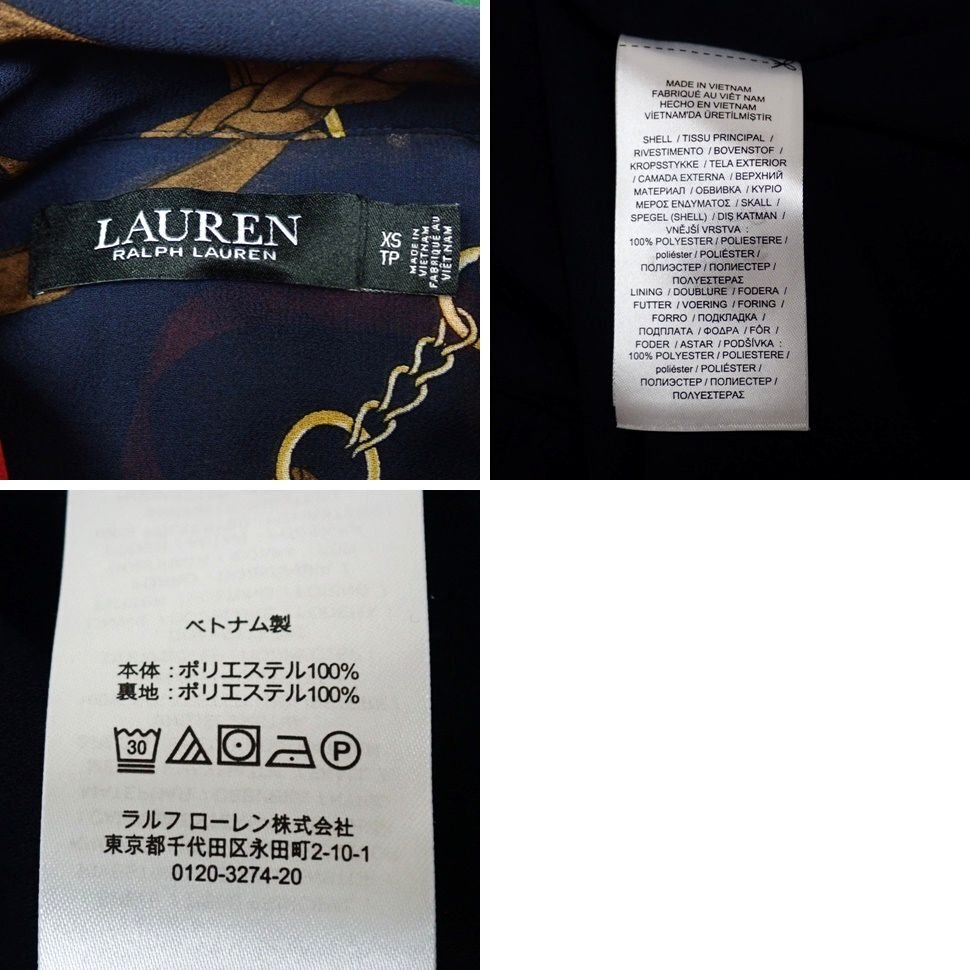 LAUREN
RALPH LAUREN
XS
TP
MADE IN
VIETNAM
FABRIQUÉ AU
VIÊT NAM
MADE IN VIETNAM
FABRIQUÉ AU VIÊT NAM
HECHO EN VIETNAM
VİETNAM'DA ÜRETİLMİŞTİR
SHELL / TISSU PRINCIPAL /
RIVESTIMENTO / BOVENSTOF /
KROPSSTYKKE / TELA EXTERIOR
/ CAMADA EXTERNA / ВЕРХНИЙ
МАТЕРИАЛ / ОБВИВКА / ΚΥΡΙΟ
ΜΕΡΟΣ ΕΝΔΥΜΑΤΟΣ / SKALL /
SPEGEL (SHELL) / DIŞ KATMAN /
VNĚJŠÍ VRSTVA :
100% POLYESTER / POLIESTERE /
poliéster / POLIÉSTER /
ПОЛИЭСТЕР / ПОЛИЕСТЕР /
ΠΟΛΥΕΣΤΕΡΑΣ
LINING / DOUBLURE / FODERA /
FUTTER / VOERING / FORING /
FORRO / ПОДКЛАДКА /
ПОДПЛАТА / ΦΟΔΡΑ / FÔR /
FODER / ASTAR / PODŠÍVKA :
100% POLYESTER / POLIESTERE /
poliéster / POLIÉSTER /
ПОЛИЭСТЕР / ПОЛИЕСТЕР /
ΠΟΛΥΕΣΤΕΡΑΣ
ベトナム製
本体 : ポリエステル100%
裏地 : ポリエステル100%
30
P
ラルフ ローレン株式会社
東京都千代田区永田町2-10-1
0120-3274-20